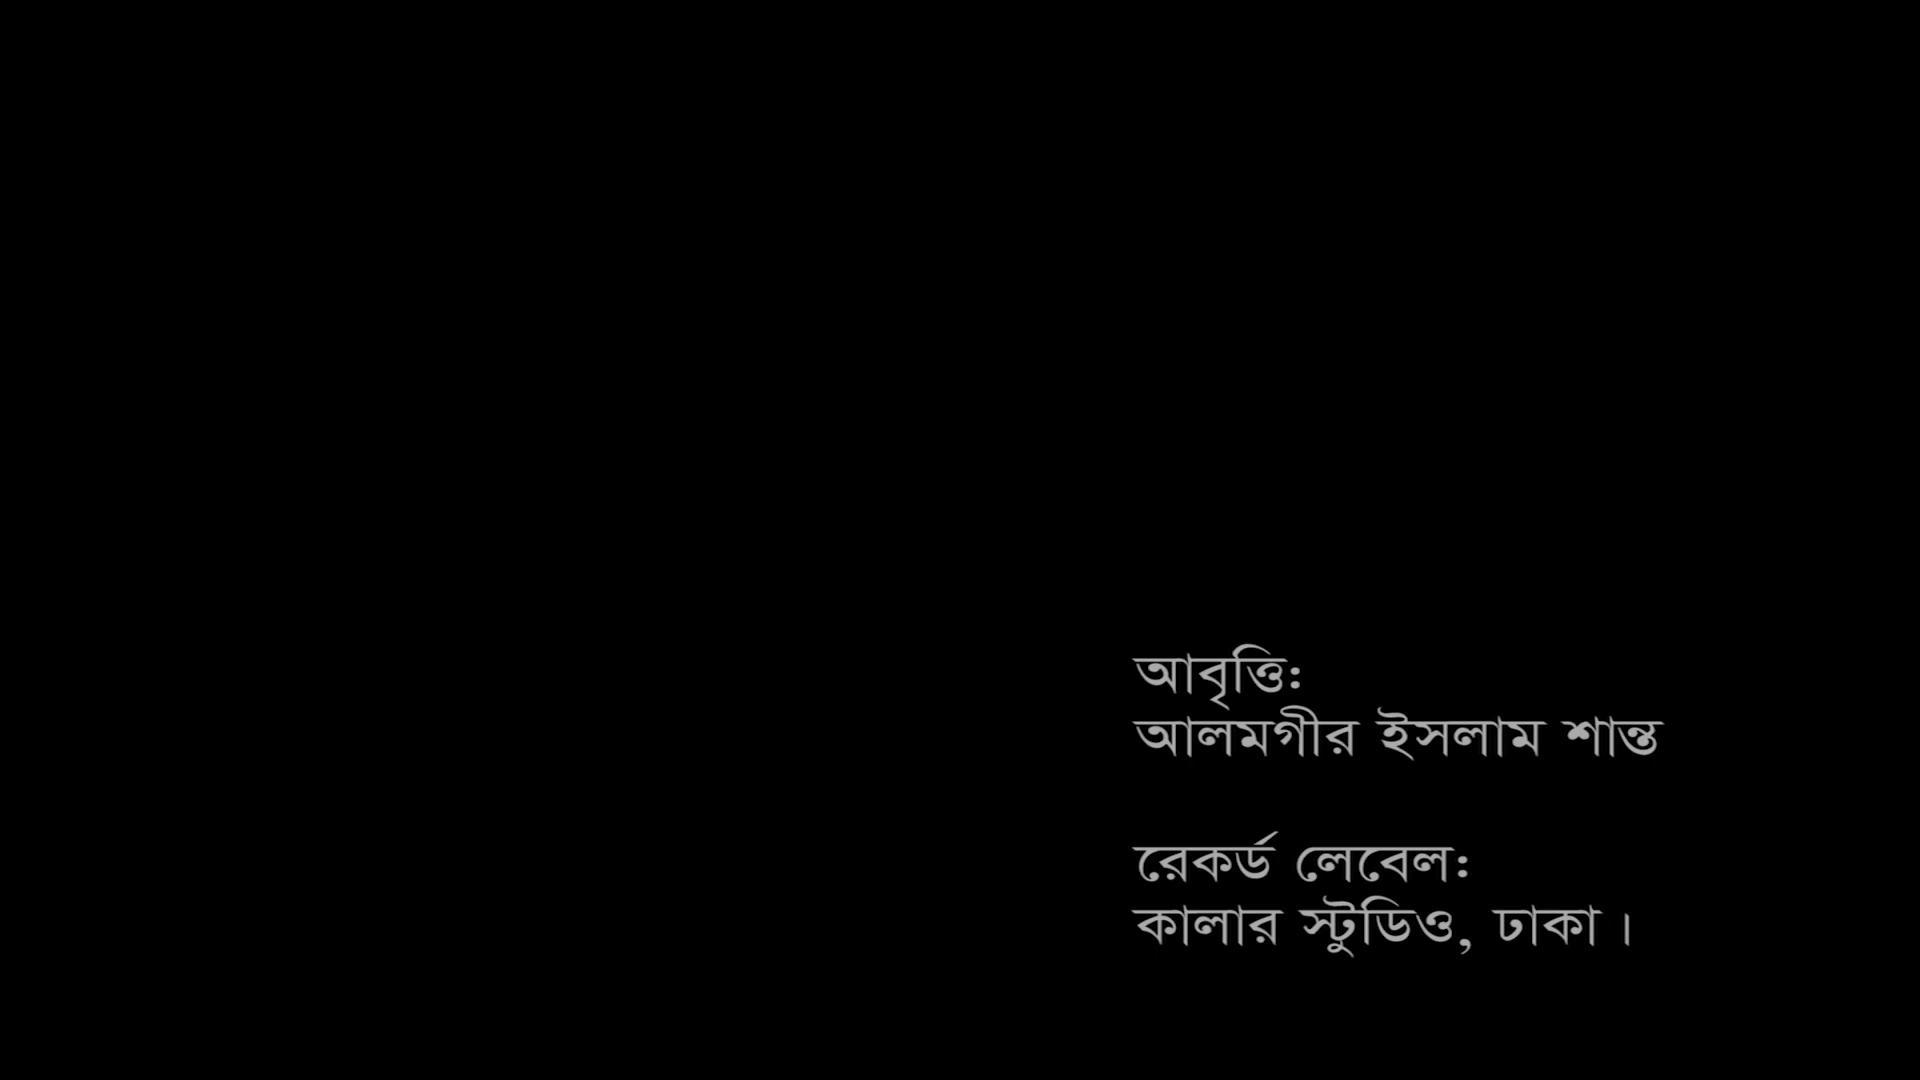 আবৃত্তি:
আলমগীর ইসলাম শান্ত
রেকর্ড লেবেল:
কালার স্টুডিও, ঢাকা।